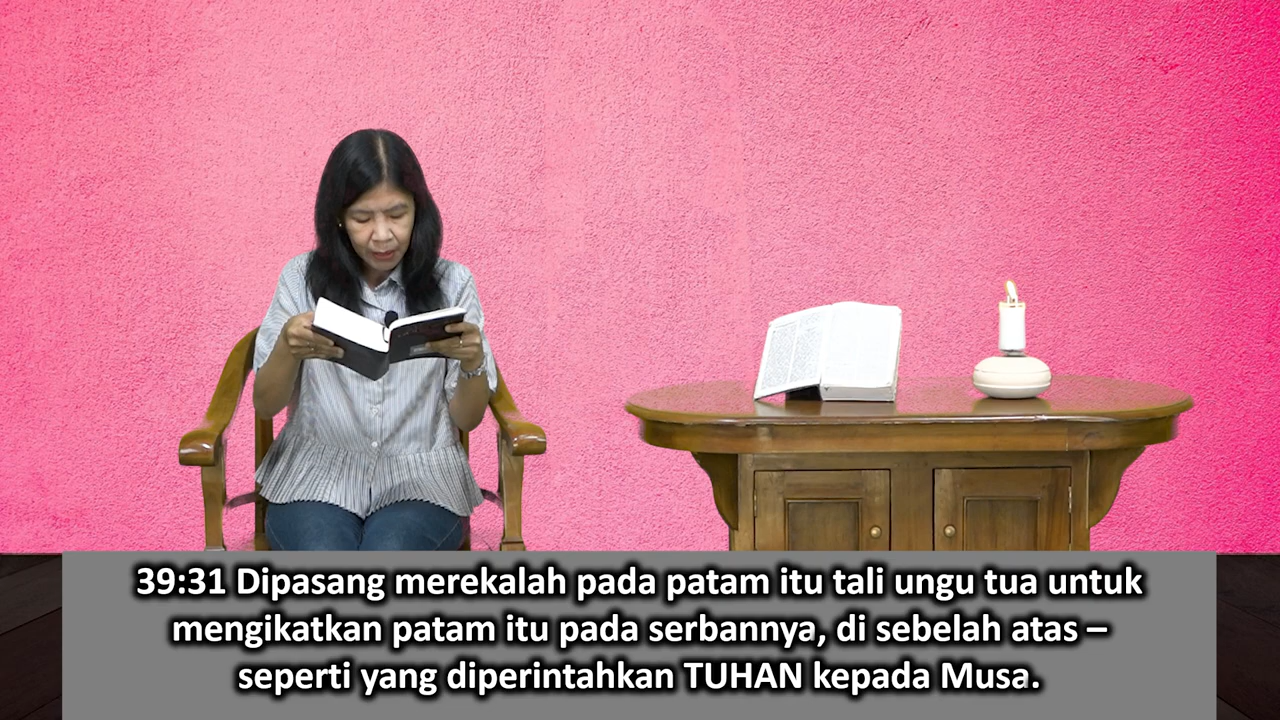 39:31 Dipasang merekalah pada patam itu tali ungu tua untuk
mengikatkan patam itu pada serbannya, di sebelah atas –
seperti yang diperintahkan TUHAN kepada Musa.